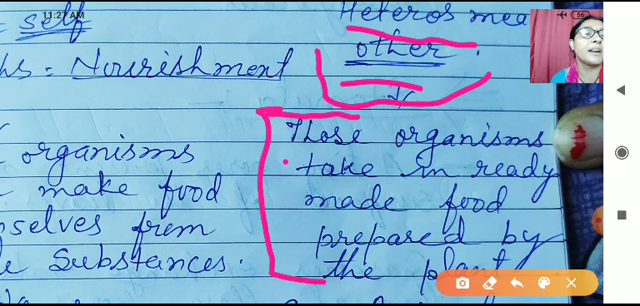 11:27 AM
= self
Heteros mea
other.
hs = Nourishment
organisms
make food
selves from
Substances.
Those organisms
take in ready
made food
prepared by
the plant